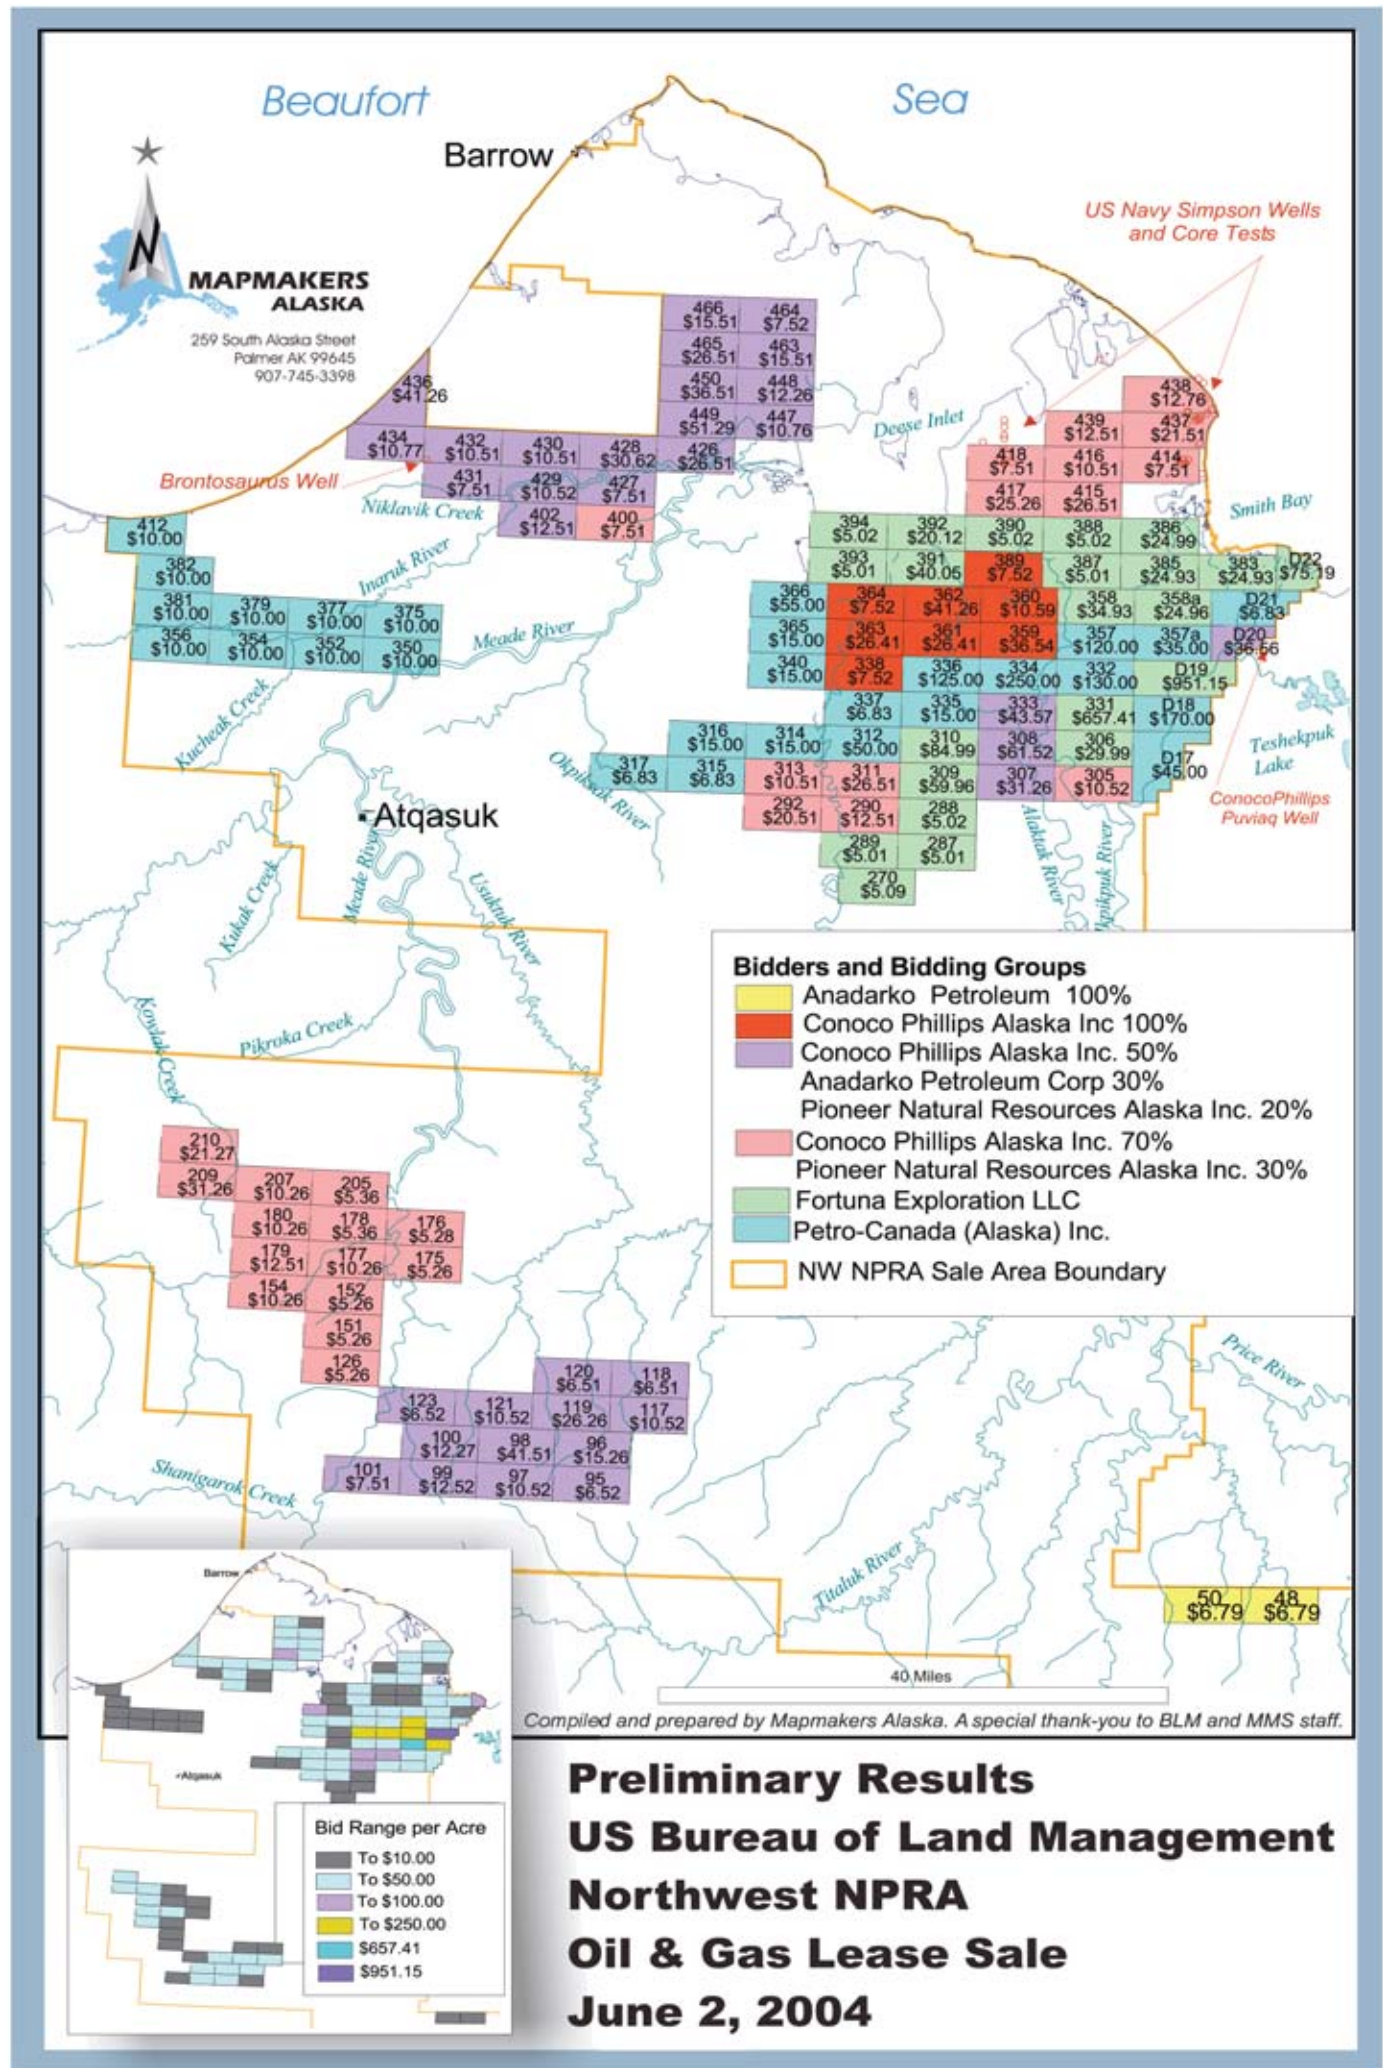 Beaufort
Sea
Barrow
US Navy Simpson Wells
and Core Tests
N
MAPMAKERS
ALASKA
259 South Alaska Street
Palmer AK 99645
907-745-3398
466 464
$15.51 $7.52
465 463
$26.51 $15.51
450 448
$36.51 $12.26
449 447
$51.29 $10.76
436
$41.26
434 432 430 428 426
$10.77 $10.51 $10.51 $30.62 $26.51
431 429 427
$7.51 $10.52 $7.51
402 400
$12.51 $7.51
Brontosaurus Well
Niklavik Creek
Inaruk River
Meade River
Deese Inlet
438
$12.76
439 437
$12.51 $21.51
418 416 414
$7.51 $10.51 $7.51
417 415
$25.26 $26.51
Smith Bay
412
$10.00
382
$10.00
381 379 377 375
$10.00 $10.00 $10.00 $10.00
356 354 352 350
$10.00 $10.00 $10.00 $10.00
394 392 390 388 386
$5.02 $20.12 $5.02 $5.02 $24.99
393 391 389 387 385 383 D22
$5.01 $40.05 $7.52 $5.01 $24.93 $24.93 $75.19
366 364 362 360 358 358a D21
$55.00 $7.52 $41.26 $10.59 $34.93 $24.96 $6.83
365 363 361 359 357 357a D20
$15.00 $26.41 $26.41 $36.54 $120.00 $35.00 $36.56
340 338 336 334 332 D19
$15.00 $7.52 $125.00 $250.00 $130.00 $951.15
337 335 333 331 D18
$6.83 $15.00 $43.57 $657.41 $170.00
316 314 312 310 308 306
$15.00 $15.00 $50.00 $84.99 $61.52 $29.99
317 315 313 311 309 307 305 D17
$6.83 $6.83 $10.51 $26.51 $59.96 $31.26 $10.52 $45.00
292 290 288
$20.51 $12.51 $5.02
289 287
$5.01 $5.01
270
$5.09
Teshekpuk
Lake
ConocoPhillips
Puviaq Well
Kucheak Creek
Okpiksak River
Atqasuk
Meade River
Usuktuk River
Kukak Creek
Alaktak River
Kowlak Creek
Pikroka Creek
Bidders and Bidding Groups
Anadarko Petroleum 100%
Conoco Phillips Alaska Inc 100%
Conoco Phillips Alaska Inc. 50%
Anadarko Petroleum Corp 30%
Pioneer Natural Resources Alaska Inc. 20%
Conoco Phillips Alaska Inc. 70%
Pioneer Natural Resources Alaska Inc. 30%
Fortuna Exploration LLC
Petro-Canada (Alaska) Inc.
NW NPRA Sale Area Boundary
210
$21.27
209 207 205
$31.26 $10.26 $5.36
180 178 176
$10.26 $5.36 $5.28
179 177 175
$12.51 $10.26 $5.26
154 152
$10.26 $5.26
151
$5.26
126
$5.26
120 118
$6.51 $6.51
123 121 119 117
$6.52 $10.52 $26.26 $10.52
100 98 96
$12.27 $41.51 $15.26
101 99 97 95
$7.51 $12.52 $10.52 $6.52
Price River
Shanigarok Creek
Titaluk River
50 48
$6.79 $6.79
40 Miles
Compiled and prepared by Mapmakers Alaska. A special thank-you to BLM and MMS staff.
Barrow
Atqasuk
Bid Range per Acre
To $10.00
To $50.00
To $100.00
To $250.00
$657.41
$951.15
Preliminary Results
US Bureau of Land Management
Northwest NPRA
Oil & Gas Lease Sale
June 2, 2004